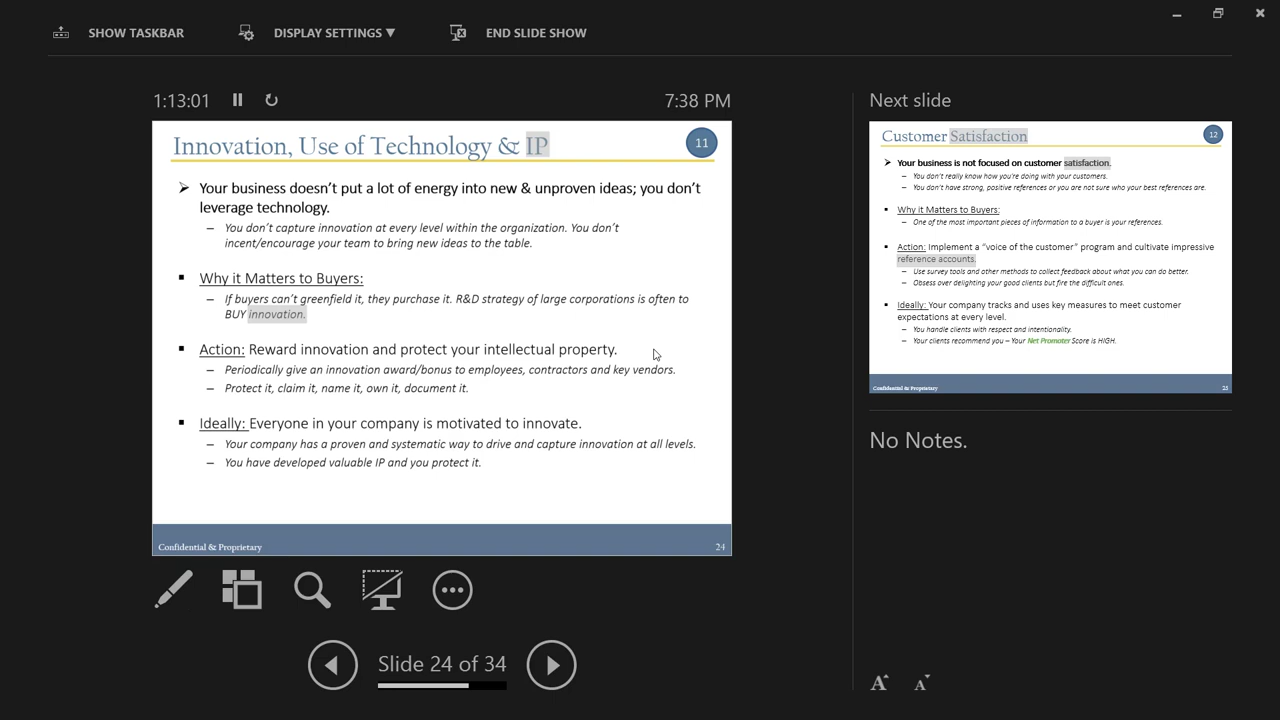 SHOW TASKBAR
DISPLAY SETTINGS ▼
END SLIDE SHOW
1:13:01
7:38 PM
Innovation, Use of Technology & IP
11
➢ Your business doesn’t put a lot of energy into new & unproven ideas; you don’t
leverage technology.
– You don’t capture innovation at every level within the organization. You don’t
incent/encourage your team to bring new ideas to the table.
▪ Why it Matters to Buyers:
– If buyers can’t greenfield it, they purchase it. R&D strategy of large corporations is often to
BUY innovation.
▪ Action: Reward innovation and protect your intellectual property.
– Periodically give an innovation award/bonus to employees, contractors and key vendors.
– Protect it, claim it, name it, own it, document it.
▪ Ideally: Everyone in your company is motivated to innovate.
– Your company has a proven and systematic way to drive and capture innovation at all levels.
– You have developed valuable IP and you protect it.
Confidential & Proprietary
24
Slide 24 of 34
Next slide
Customer Satisfaction
12
➢ Your business is not focused on customer satisfaction.
– You don’t really know how you’re doing with your customers.
– You don’t have strong, positive references or you are not sure who your best references are.
▪ Why it Matters to Buyers:
– One of the most important pieces of information to a buyer is your references.
▪ Action: Implement a “voice of the customer” program and cultivate impressive
reference accounts.
– Use survey tools and other methods to collect feedback about what you can do better.
– Obsess over delighting your good clients but fire the difficult ones.
▪ Ideally: Your company tracks and uses key measures to meet customer
expectations at every level.
– You handle clients with respect and intentionality.
– Your clients recommend you – Your Net Promoter Score is HIGH.
Confidential & Proprietary
25
No Notes.
A A